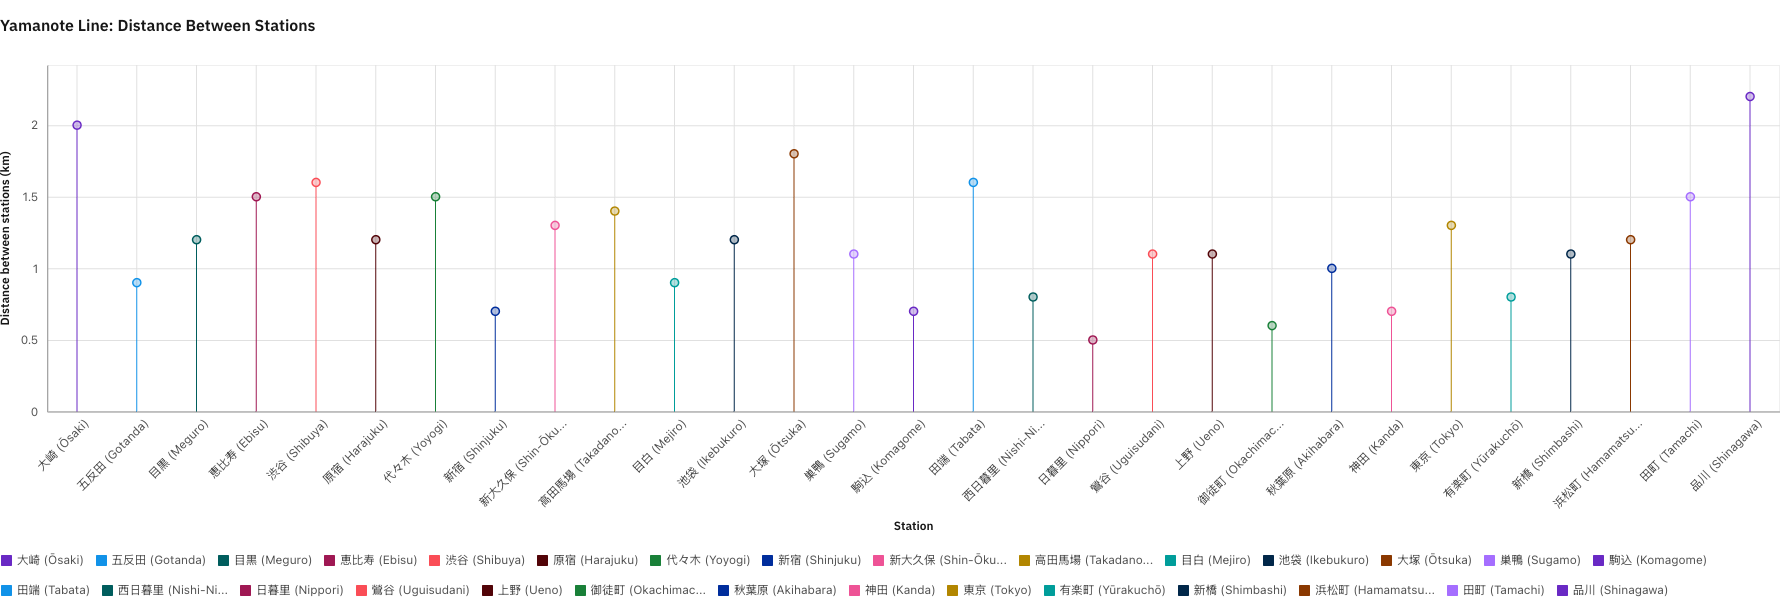 Yamanote Line: Distance Between Stations
Distance between stations (km)
2
1.5
1
0.5
0
大崎 (Ōsaki)
五反田 (Gotanda)
目黒 (Meguro)
恵比寿 (Ebisu)
渋谷 (Shibuya)
原宿 (Harajuku)
代々木 (Yoyogi)
新宿 (Shinjuku)
新大久保 (Shin-Ōku...
高田馬場 (Takadano...
目白 (Mejiro)
池袋 (Ikebukuro)
大塚 (Ōtsuka)
巣鴨 (Sugamo)
駒込 (Komagome)
田端 (Tabata)
西日暮里 (Nishi-Ni...
日暮里 (Nippori)
鶯谷 (Uguisudani)
上野 (Ueno)
御徒町 (Okachimac...
秋葉原 (Akihabara)
神田 (Kanda)
東京 (Tokyo)
有楽町 (Yūrakuchō)
新橋 (Shimbashi)
浜松町 (Hamamatsu...
田町 (Tamachi)
品川 (Shinagawa)
Station
大崎 (Ōsaki) 五反田 (Gotanda) 目黒 (Meguro) 恵比寿 (Ebisu) 渋谷 (Shibuya) 原宿 (Harajuku) 代々木 (Yoyogi) 新宿 (Shinjuku) 新大久保 (Shin-Ōku... 高田馬場 (Takadano... 目白 (Mejiro) 池袋 (Ikebukuro) 大塚 (Ōtsuka) 巣鴨 (Sugamo) 駒込 (Komagome)
田端 (Tabata) 西日暮里 (Nishi-Ni... 日暮里 (Nippori) 鶯谷 (Uguisudani) 上野 (Ueno) 御徒町 (Okachimac... 秋葉原 (Akihabara) 神田 (Kanda) 東京 (Tokyo) 有楽町 (Yūrakuchō) 新橋 (Shimbashi) 浜松町 (Hamamatsu... 田町 (Tamachi) 品川 (Shinagawa)